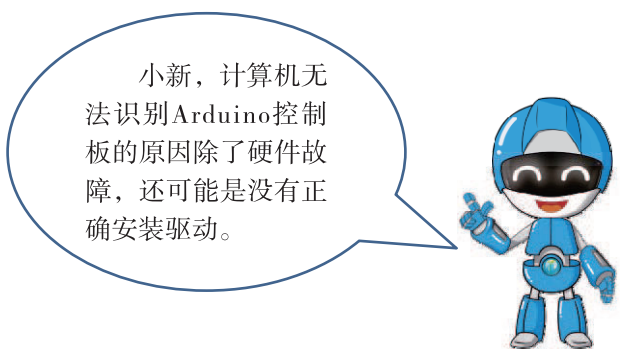 小新，计算机无
法识别Arduino控制
板的原因除了硬件故
障，还可能是没有正
确安装驱动。